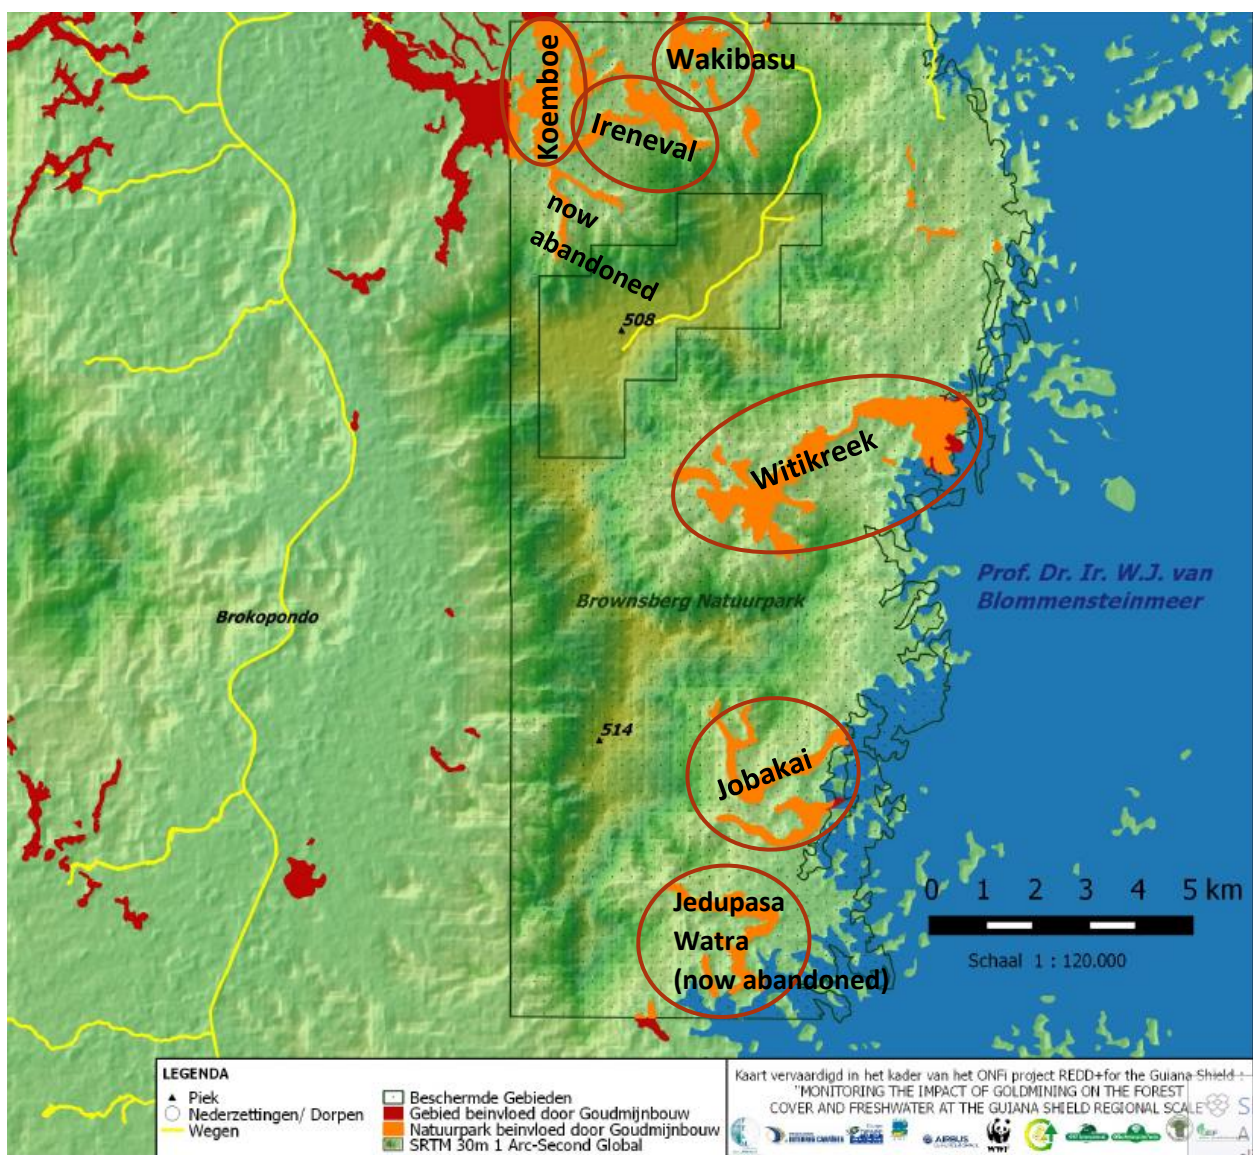 Koemboe
Wakibasu
Ireneval
now
abandoned
508
Witikreek
Prof. Dr. Ir. W.J. van
Blommensteinmeer
Brownsberg Natuurpark
Brokopondo
514
Jobakai
Jedupasa
Watra
(now abandoned)
0 1 2 3 4 5 km
Schaal 1 : 120.000
LEGENDA
Piek
Nederzettingen/ Dorpen
Wegen
Beschermde Gebieden
Gebied beinvloed door Goudmijnbouw
Natuurpark beinvloed door Goudmijnbouw
SRTM 30m 1 Arc-Second Global
Kaart vervaardigd in het kader van het ONFi project REDD+for the Guiana Shield :
"MONITORING THE IMPACT OF GOLDMINING ON THE FOREST
COVER AND FRESHWATER AT THE GUIANA SHIELD REGIONAL SCALE"
AIRBUS
WWF
S
A